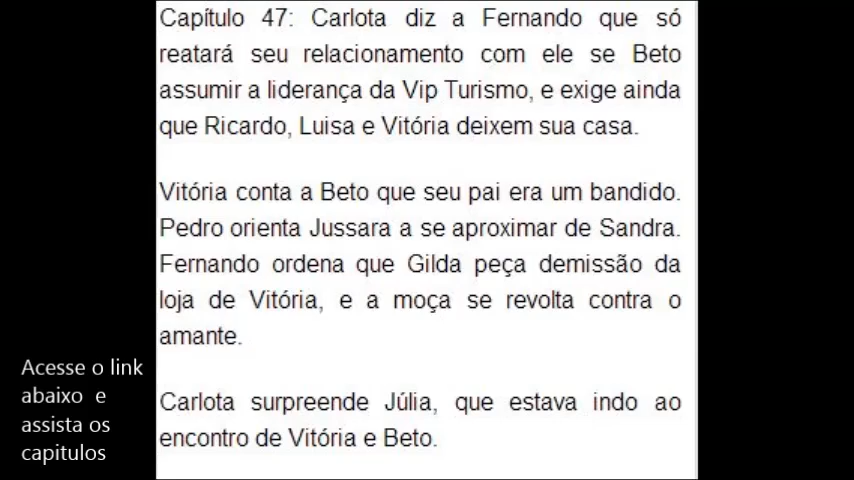 Capítulo 47: Carlota diz a Fernando que só
reatará seu relacionamento com ele se Beto
assumir a liderança da Vip Turismo, e exige ainda
que Ricardo, Luisa e Vitória deixem sua casa.
Vitória conta a Beto que seu pai era um bandido.
Pedro orienta Jussara a se aproximar de Sandra.
Fernando ordena que Gilda peça demissão da
loja de Vitória, e a moça se revolta contra o
amante.
Carlota surpreende Júlia, que estava indo ao
encontro de Vitória e Beto.
Acesse o link
abaixo e
assista os
capitulos